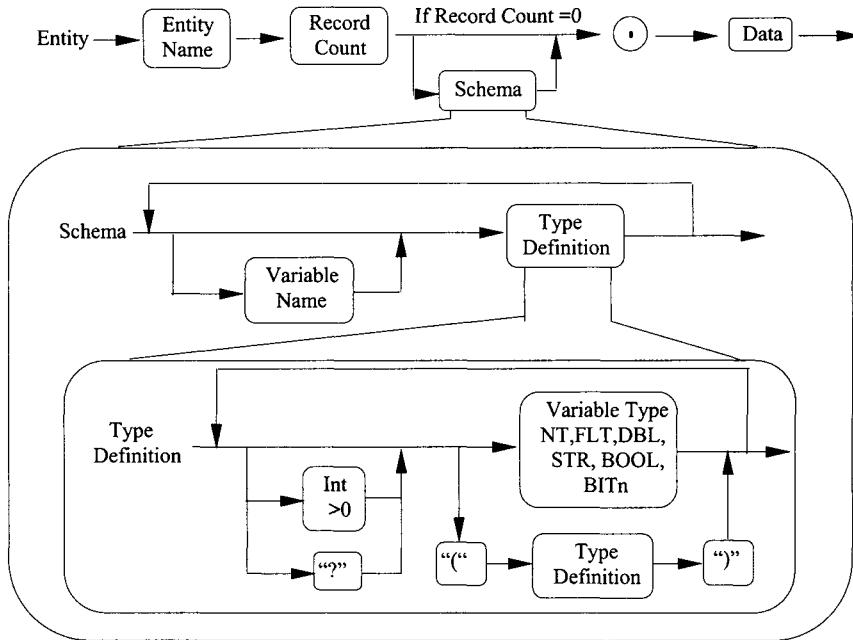 If Record Count =0
Entity
Entity
Name
Record
Count
•
Data
Schema
Schema
Variable
Name
Type
Definition
Type
Definition
Int
>0
“?”
Variable Type
NT,FLT,DBL,
STR, BOOL,
BITn
“(“
Type
Definition
“)”